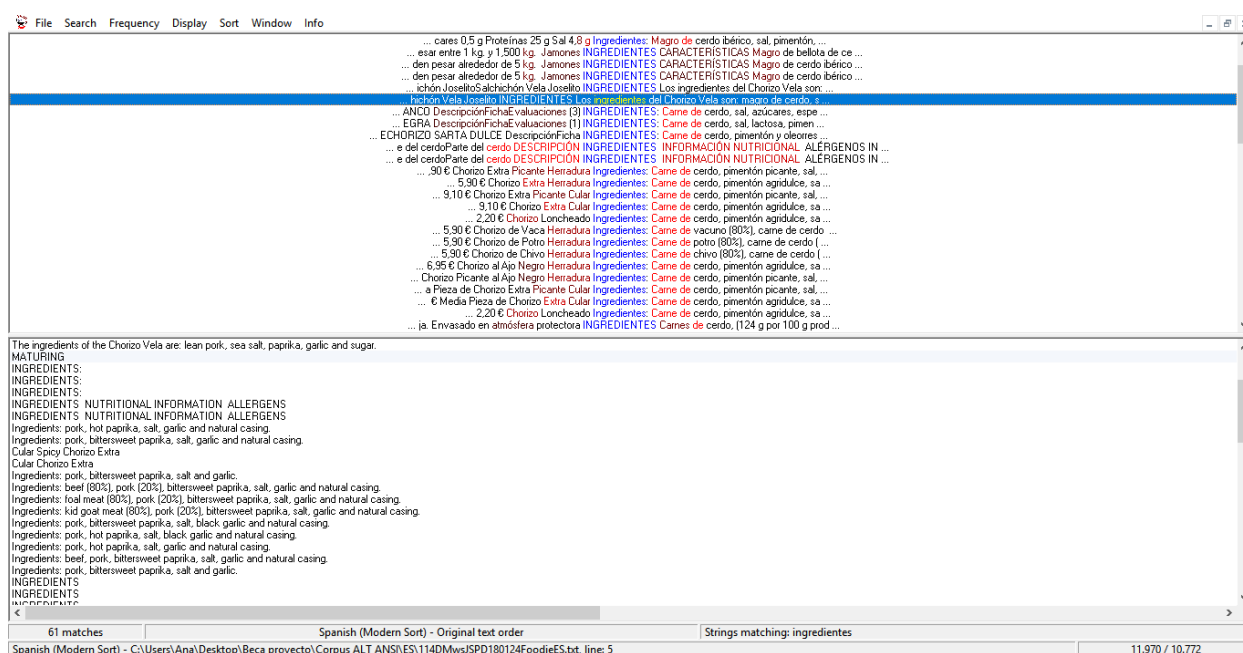 File Search Frequency Display Sort Window Info
... cares 0,5 g Proteínas 25 g Sal 4,8 g Ingredientes: Magro de cerdo ibérico, sal, pimentón, ...
... esar entre 1 kg. y 1,500 kg. Jamones INGREDIENTES CARACTERÍSTICAS Magro de bellota de ce ...
... den pesar alrededor de 5 kg. Jamones INGREDIENTES CARACTERÍSTICAS Magro de cerdo ibérico ...
... den pesar alrededor de 5 kg. Jamones INGREDIENTES CARACTERÍSTICAS Magro de cerdo ibérico ...
... ichón JoselitoSalchichón Vela Joselito INGREDIENTES Los ingredientes del Chorizo Vela son: ...
... hichón Vela Joselito INGREDIENTES Los ingredientes del Chorizo Vela son: magro de cerdo, s ...
... ANCO DescripciónFichaEvaluaciones (3) INGREDIENTES: Carne de cerdo, sal, azúcares, espe ...
... EGRA DescripciónFichaEvaluaciones (1) INGREDIENTES: Carne de cerdo, sal, lactosa, pimen ...
... ECHORIZO SARTA DULCE DescripciónFicha INGREDIENTES: Carne de cerdo, pimentón y oleorres ...
... e del cerdoParte del cerdo DESCRIPCIÓN INGREDIENTES INFORMACIÓN NUTRICIONAL ALÉRGENOS IN ...
... e del cerdoParte del cerdo DESCRIPCIÓN INGREDIENTES INFORMACIÓN NUTRICIONAL ALÉRGENOS IN ...
... ,90 € Chorizo Extra Picante Herradura Ingredientes: Carne de cerdo, pimentón picante, sal, ...
... 5,90 € Chorizo Extra Herradura Ingredientes: Carne de cerdo, pimentón agridulce, sa ...
... 9,10 € Chorizo Extra Picante Cular Ingredientes: Carne de cerdo, pimentón picante, sal, ...
... 9,10 € Chorizo Extra Cular Ingredientes: Carne de cerdo, pimentón agridulce, sa ...
... 2,20 € Chorizo Loncheado Ingredientes: Carne de cerdo, pimentón agridulce, sa ...
... 5,90 € Chorizo de Vaca Herradura Ingredientes: Carne de vacuno (80%), carne de cerdo ...
... 5,90 € Chorizo de Potro Herradura Ingredientes: Carne de potro (80%), carne de cerdo ( ...
... 5,90 € Chorizo de Chivo Herradura Ingredientes: Carne de chivo (80%), carne de cerdo ( ...
... 6,95 € Chorizo al Ajo Negro Herradura Ingredientes: Carne de cerdo, pimentón agridulce, sa ...
... Chorizo Picante al Ajo Negro Herradura Ingredientes: Carne de cerdo, pimentón picante, sal, ...
... a Pieza de Chorizo Extra Picante Cular Ingredientes: Carne de cerdo, pimentón picante, sal, ...
... € Media Pieza de Chorizo Extra Cular Ingredientes: Carne de cerdo, pimentón agridulce, sa ...
... 2,20 € Chorizo Loncheado Ingredientes: Carne de cerdo, pimentón agridulce, sa ...
... ja. Envasado en atmósfera protectora INGREDIENTES Carnes de cerdo, (124 g por 100 g prod ...
The ingredients of the Chorizo Vela are: lean pork, sea salt, paprika, garlic and sugar.
MATURING
INGREDIENTS:
INGREDIENTS:
INGREDIENTS:
INGREDIENTS NUTRITIONAL INFORMATION ALLERGENS
INGREDIENTS NUTRITIONAL INFORMATION ALLERGENS
Ingredients: pork, hot paprika, salt, garlic and natural casing.
Ingredients: pork, bittersweet paprika, salt, garlic and natural casing.
Cular Spicy Chorizo Extra
Cular Chorizo Extra
Ingredients: pork, bittersweet paprika, salt and garlic.
Ingredients: beef (80%), pork (20%), bittersweet paprika, salt, garlic and natural casing.
Ingredients: foal meat (80%), pork (20%), bittersweet paprika, salt, garlic and natural casing.
Ingredients: kid goat meat (80%), pork (20%), bittersweet paprika, salt, garlic and natural casing.
Ingredients: pork, bittersweet paprika, salt, black garlic and natural casing.
Ingredients: pork, hot paprika, salt, black garlic and natural casing.
Ingredients: pork, hot paprika, salt, garlic and natural casing.
Ingredients: beef, pork, bittersweet paprika, salt, garlic and natural casing.
Ingredients: pork, bittersweet paprika, salt and garlic.
INGREDIENTS
INGREDIENTS
INGREDIENTS
61 matches Spanish (Modern Sort) - Original text order Strings matching: ingredientes
Spanish (Modern Sort) - C:\Users\Ana\Desktop\Beca proyecto\Corpus ALT ANSI\ES\114DMwsJSPD180124FoodieES.txt, line: 5 11.970 / 10.772